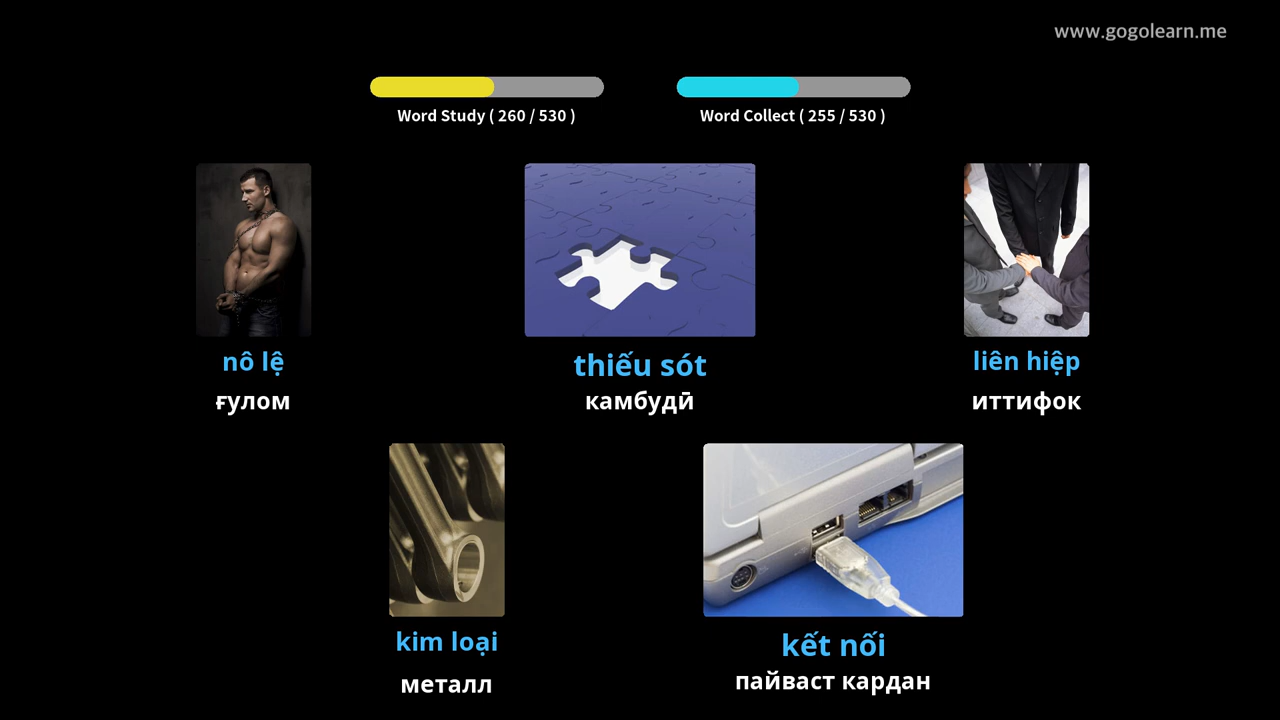 www.gogolearn.me
Word Study ( 260 / 530 )
Word Collect ( 255 / 530 )
nô lệ
ғулом
thiếu sót
камбудӣ
liên hiệp
иттифок
kim loại
металл
kết nối
пайваст кардан